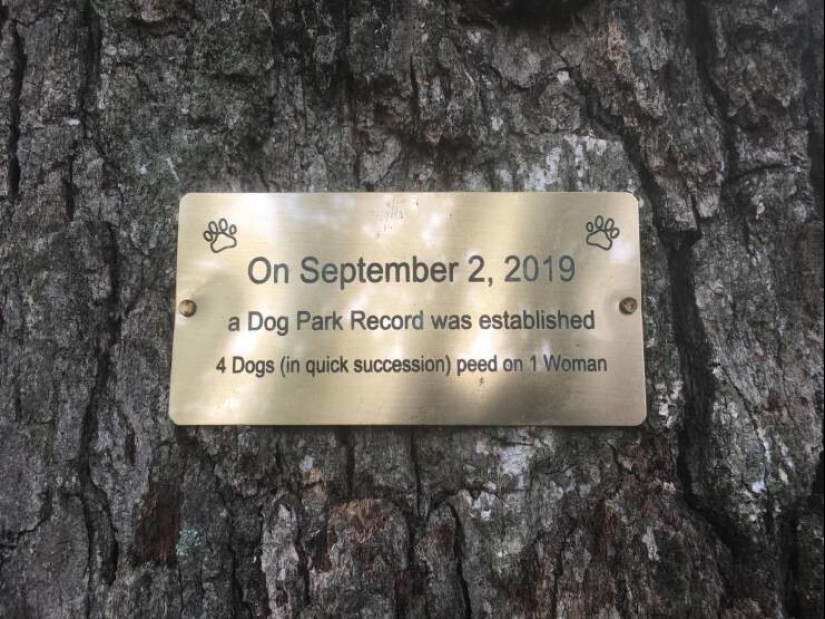 On September 2, 2019
a Dog Park Record was established
4 Dogs (in quick succession) peed on 1 Woman